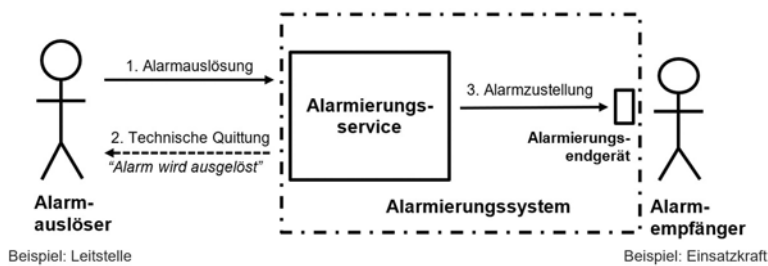 1. Alarmauslösung
2. Technische Quittung
"Alarm wird ausgelöst"
Alarm-
auslöser
Beispiel: Leitstelle
Alarmierungs-
service
3. Alarmzustellung
Alarmierungs-
endgerät
Alarmierungssystem
Alarm-
empfänger
Beispiel: Einsatzkraft